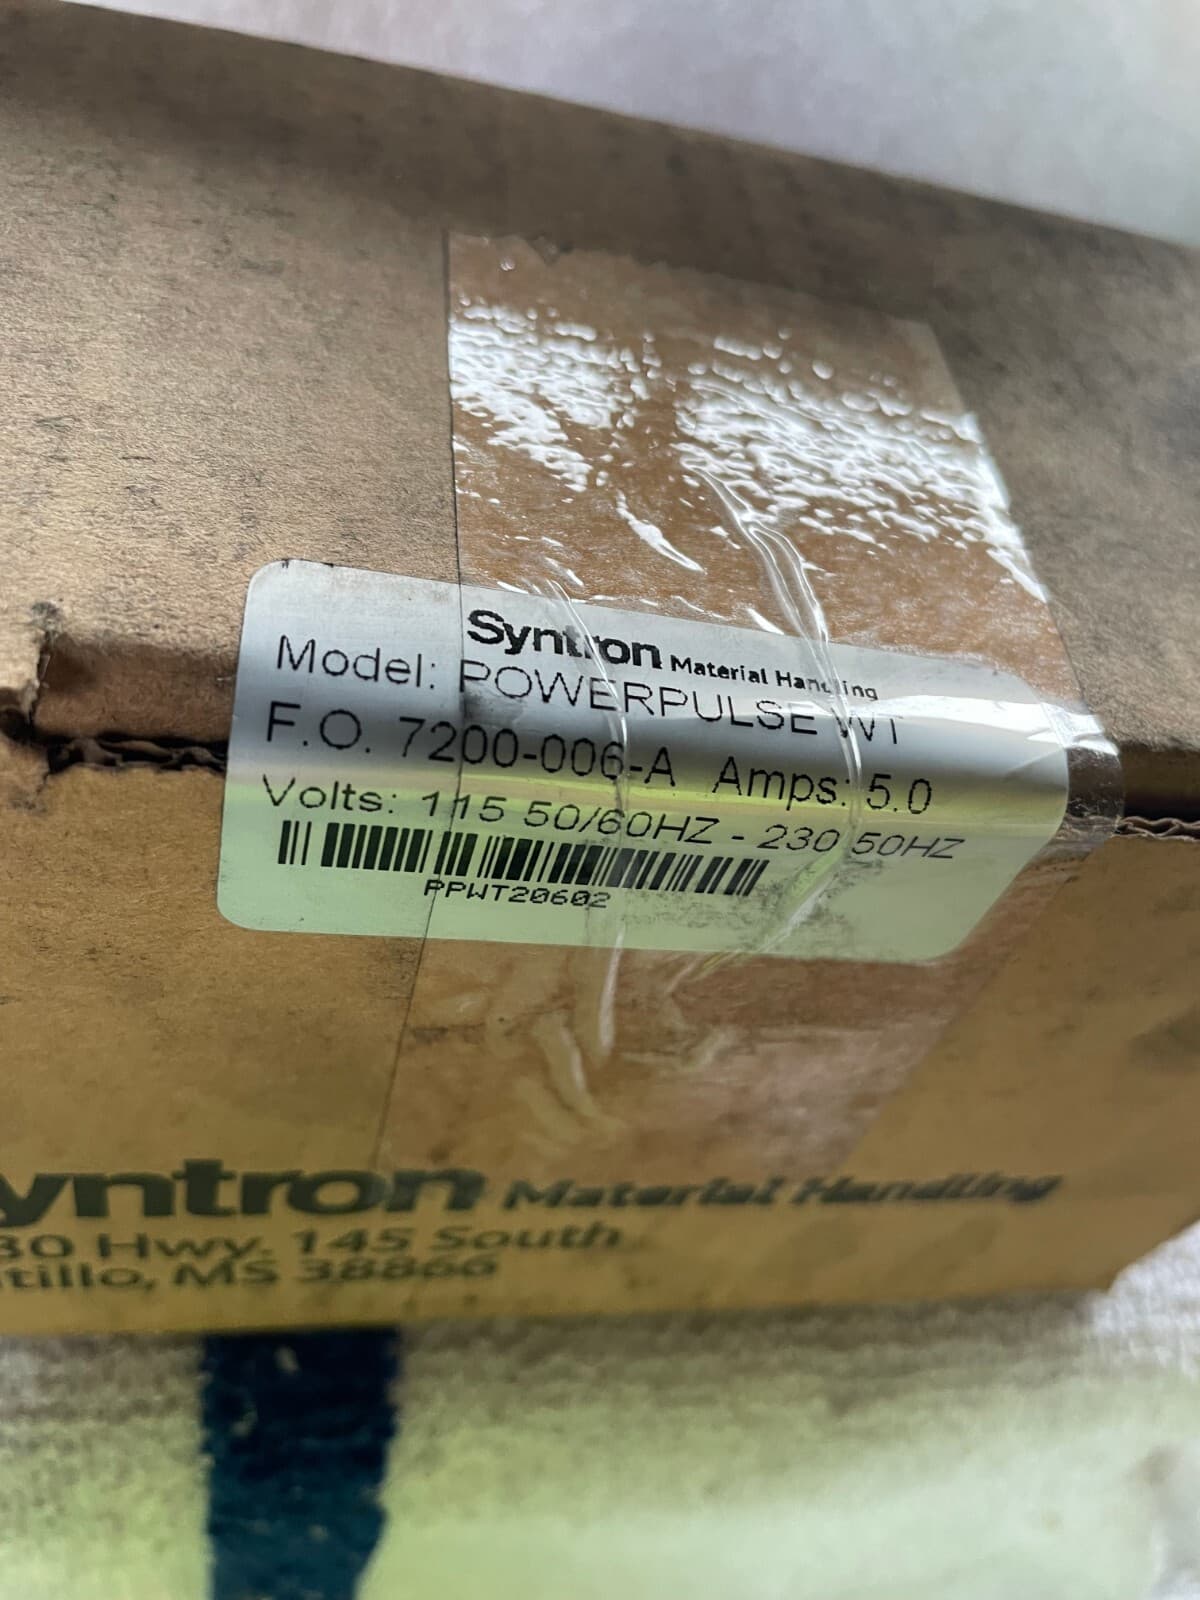 Syntron Material Handling
Model: POWERPULSE WT
F.O. 7200-006-A Amps: 5.0
Volts: 115 50/60HZ - 230 50HZ
PPWT20602
yntron Material Handling
30 Hwy. 145 South
tillo, MS 38866